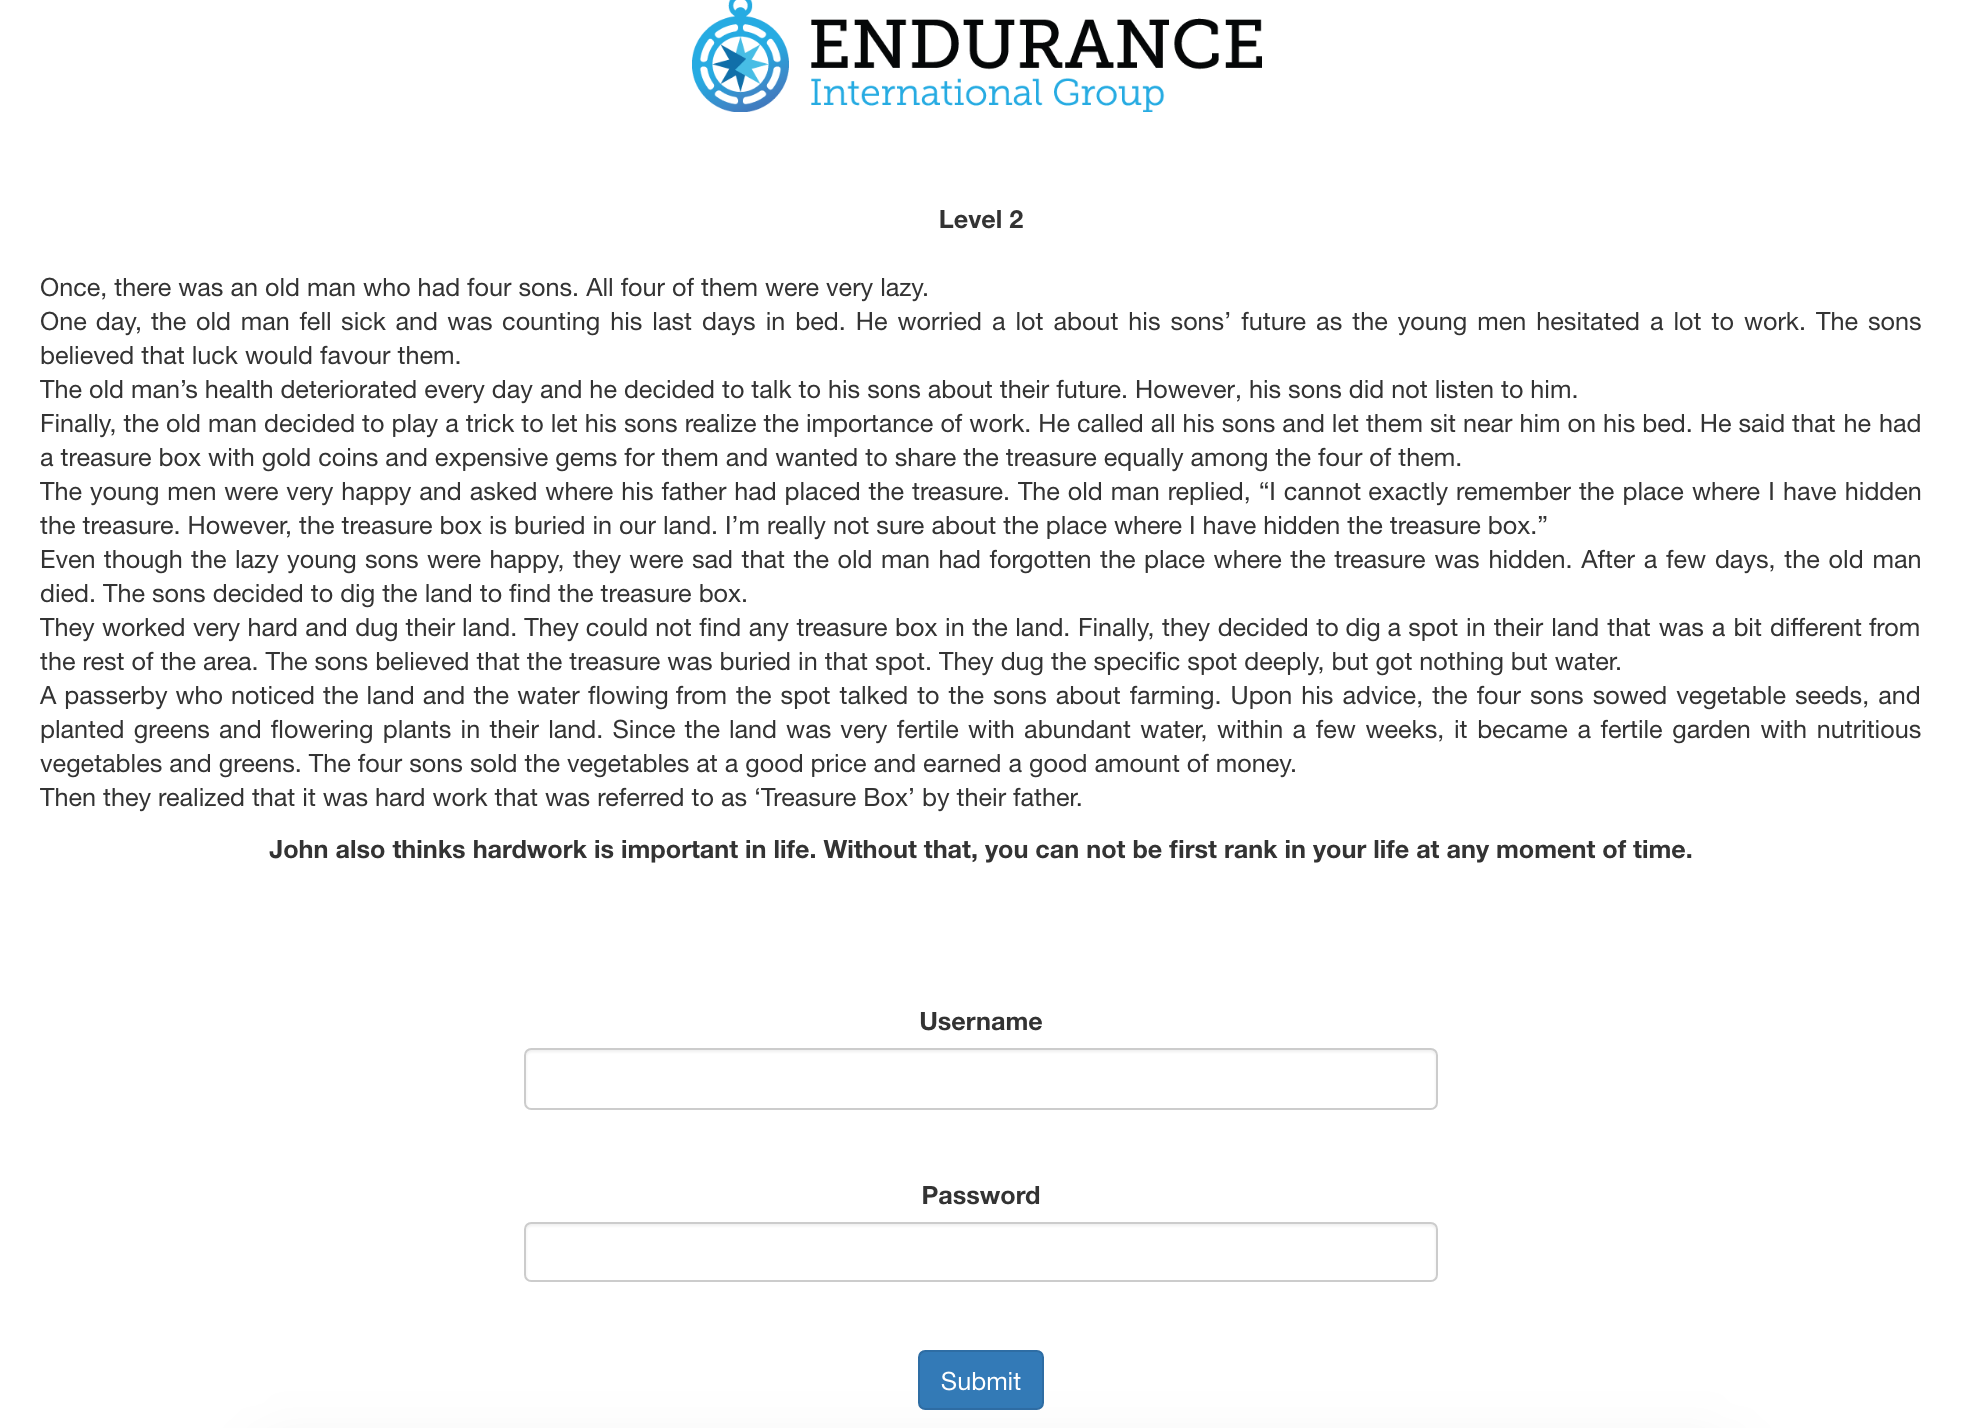 ENDURANCE
International Group
Level 2
Once, there was an old man who had four sons. All four of them were very lazy.
One day, the old man fell sick and was counting his last days in bed. He worried a lot about his sons’ future as the young men hesitated a lot to work. The sons
believed that luck would favour them.
The old man’s health deteriorated every day and he decided to talk to his sons about their future. However, his sons did not listen to him.
Finally, the old man decided to play a trick to let his sons realize the importance of work. He called all his sons and let them sit near him on his bed. He said that he had
a treasure box with gold coins and expensive gems for them and wanted to share the treasure equally among the four of them.
The young men were very happy and asked where his father had placed the treasure. The old man replied, “I cannot exactly remember the place where I have hidden
the treasure. However, the treasure box is buried in our land. I’m really not sure about the place where I have hidden the treasure box.”
Even though the lazy young sons were happy, they were sad that the old man had forgotten the place where the treasure was hidden. After a few days, the old man
died. The sons decided to dig the land to find the treasure box.
They worked very hard and dug their land. They could not find any treasure box in the land. Finally, they decided to dig a spot in their land that was a bit different from
the rest of the area. The sons believed that the treasure was buried in that spot. They dug the specific spot deeply, but got nothing but water.
A passerby who noticed the land and the water flowing from the spot talked to the sons about farming. Upon his advice, the four sons sowed vegetable seeds, and
planted greens and flowering plants in their land. Since the land was very fertile with abundant water, within a few weeks, it became a fertile garden with nutritious
vegetables and greens. The four sons sold the vegetables at a good price and earned a good amount of money.
Then they realized that it was hard work that was referred to as ‘Treasure Box’ by their father.
John also thinks hardwork is important in life. Without that, you can not be first rank in your life at any moment of time.
Username
Password
Submit